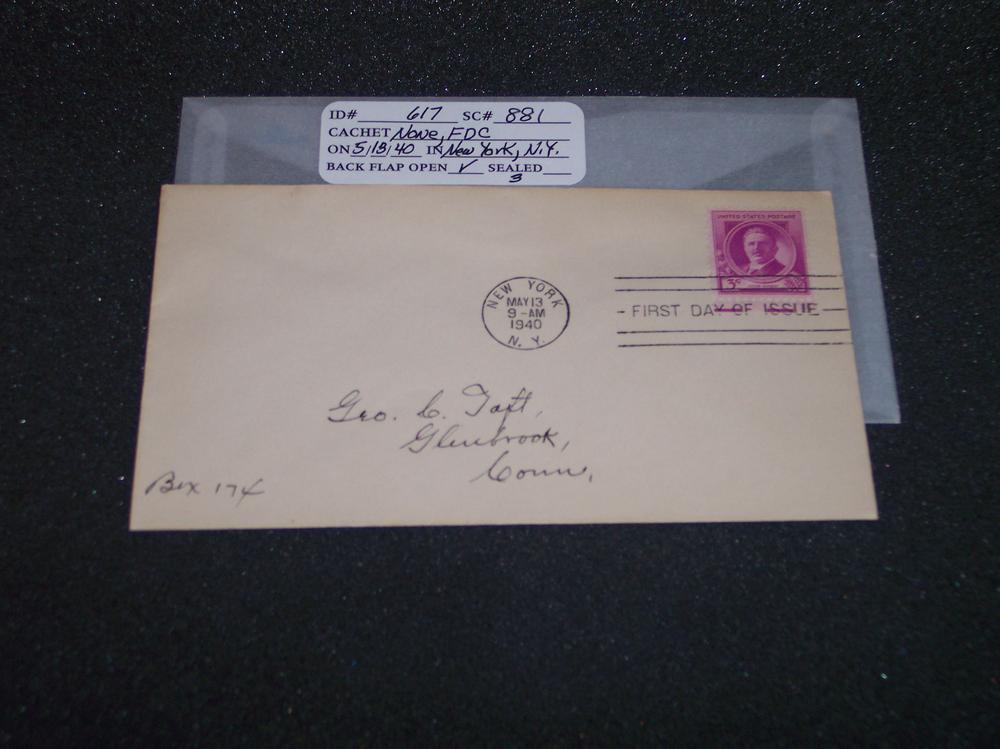 ID# 617 SC# 881
CACHET None, FDC
ON 5/13/40 IN New York, N.Y.
BACK FLAP OPEN ✓ SEALED
3
UNITED STATES POSTAGE
3¢
NEW YORK
MAY 13
9-AM
1940
N. Y.
FIRST DAY OF ISSUE
Geo. C. Taft,
Glenbrook,
Conn.
Box 174